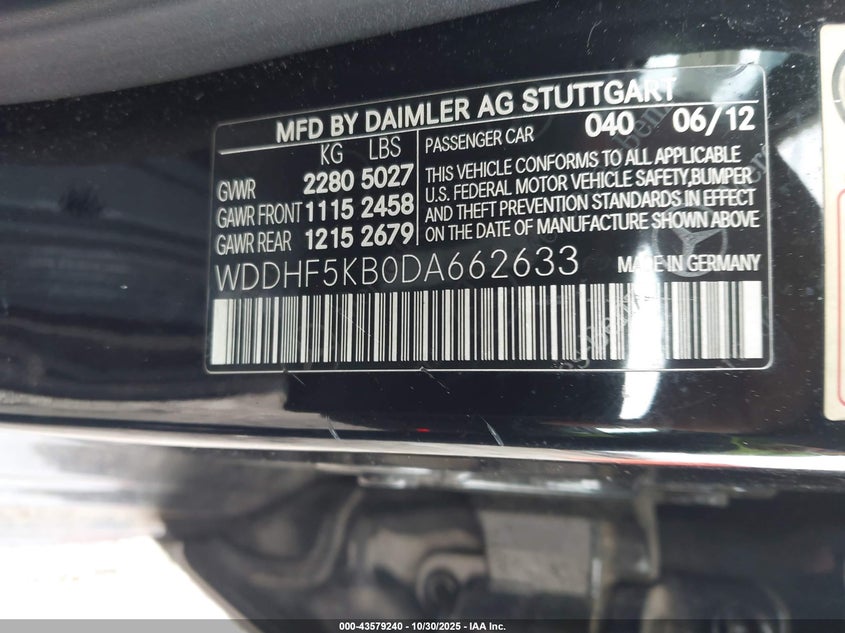 MFD BY DAIMLER AG STUTTGART
KG LBS
GVWR 2280 5027
GAWR FRONT 1115 2458
GAWR REAR 1215 2679
PASSENGER CAR 040 06/12
THIS VEHICLE CONFORMS TO ALL APPLICABLE
U.S. FEDERAL MOTOR VEHICLE SAFETY,BUMPER
AND THEFT PREVENTION STANDARDS IN EFFECT
ON THE DATE OF MANUFACTURE SHOWN ABOVE
WDDHF5KB0DA662633 MADE IN GERMANY
000-43579240 - 10/30/2025 - IAA Inc.